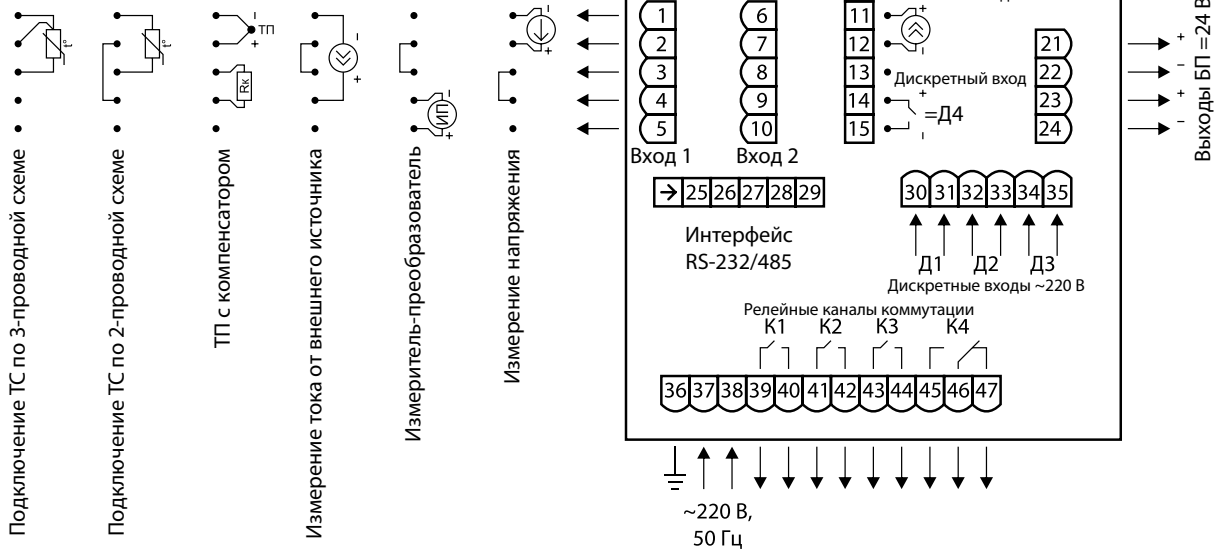 Подключение ТС по 3-проводной схеме
t°
Подключение ТС по 2-проводной схеме
t°
ТП с компенсатором
– ТП +
Rк
Измерение тока от внешнего источника
– +
Измеритель-преобразователь
– ИП +
Измерение напряжения
– +
1 6 11 +
2 7 12 – 21 +
3 8 13 Дискретный вход 22 –
4 9 14 + =Д4 23 +
5 10 15 – 24 –
Выходы БП =24 В
Вход 1 Вход 2
25 26 27 28 29
30 31 32 33 34 35
Интерфейс
RS-232/485
Д1 Д2 Д3
Дискретные входы ~220 В
Релейные каналы коммутации
К1 К2 К3 К4
36 37 38 39 40 41 42 43 44 45 46 47
~220 В,
50 Гц